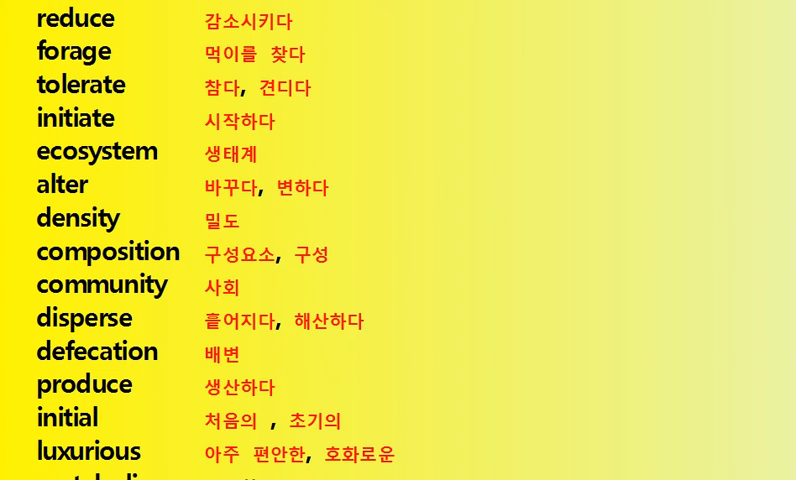 reduce 감소시키다
forage 먹이를 찾다
tolerate 참다, 견디다
initiate 시작하다
ecosystem 생태계
alter 바꾸다, 변하다
density 밀도
composition 구성요소, 구성
community 사회
disperse 흩어지다, 해산하다
defecation 배변
produce 생산하다
initial 처음의 , 초기의
luxurious 아주 편안한, 호화로운